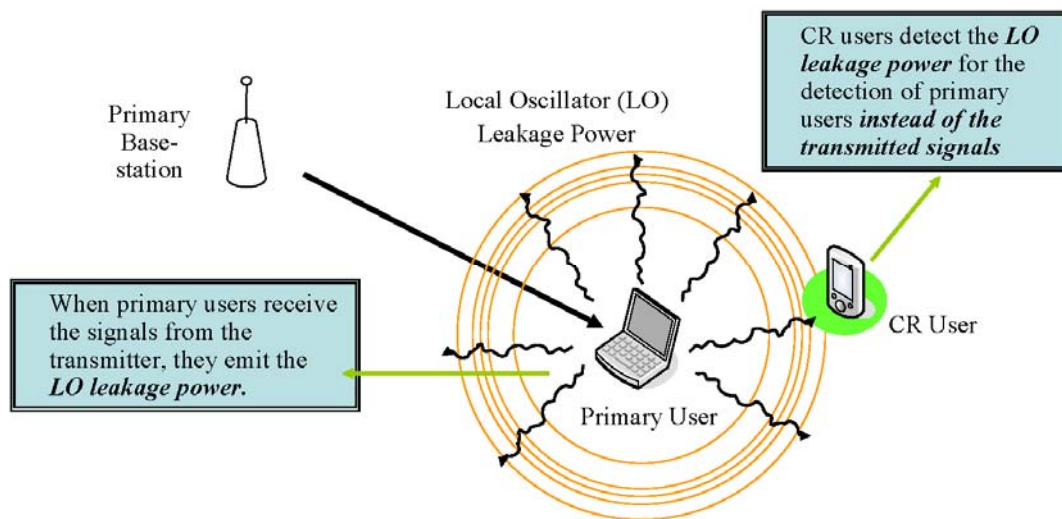 Primary
Base-
station
Local Oscillator (LO)
Leakage Power
CR users detect the LO
leakage power for the
detection of primary
users instead of the
transmitted signals
When primary users receive
the signals from the
transmitter, they emit the
LO leakage power.
CR User
Primary User